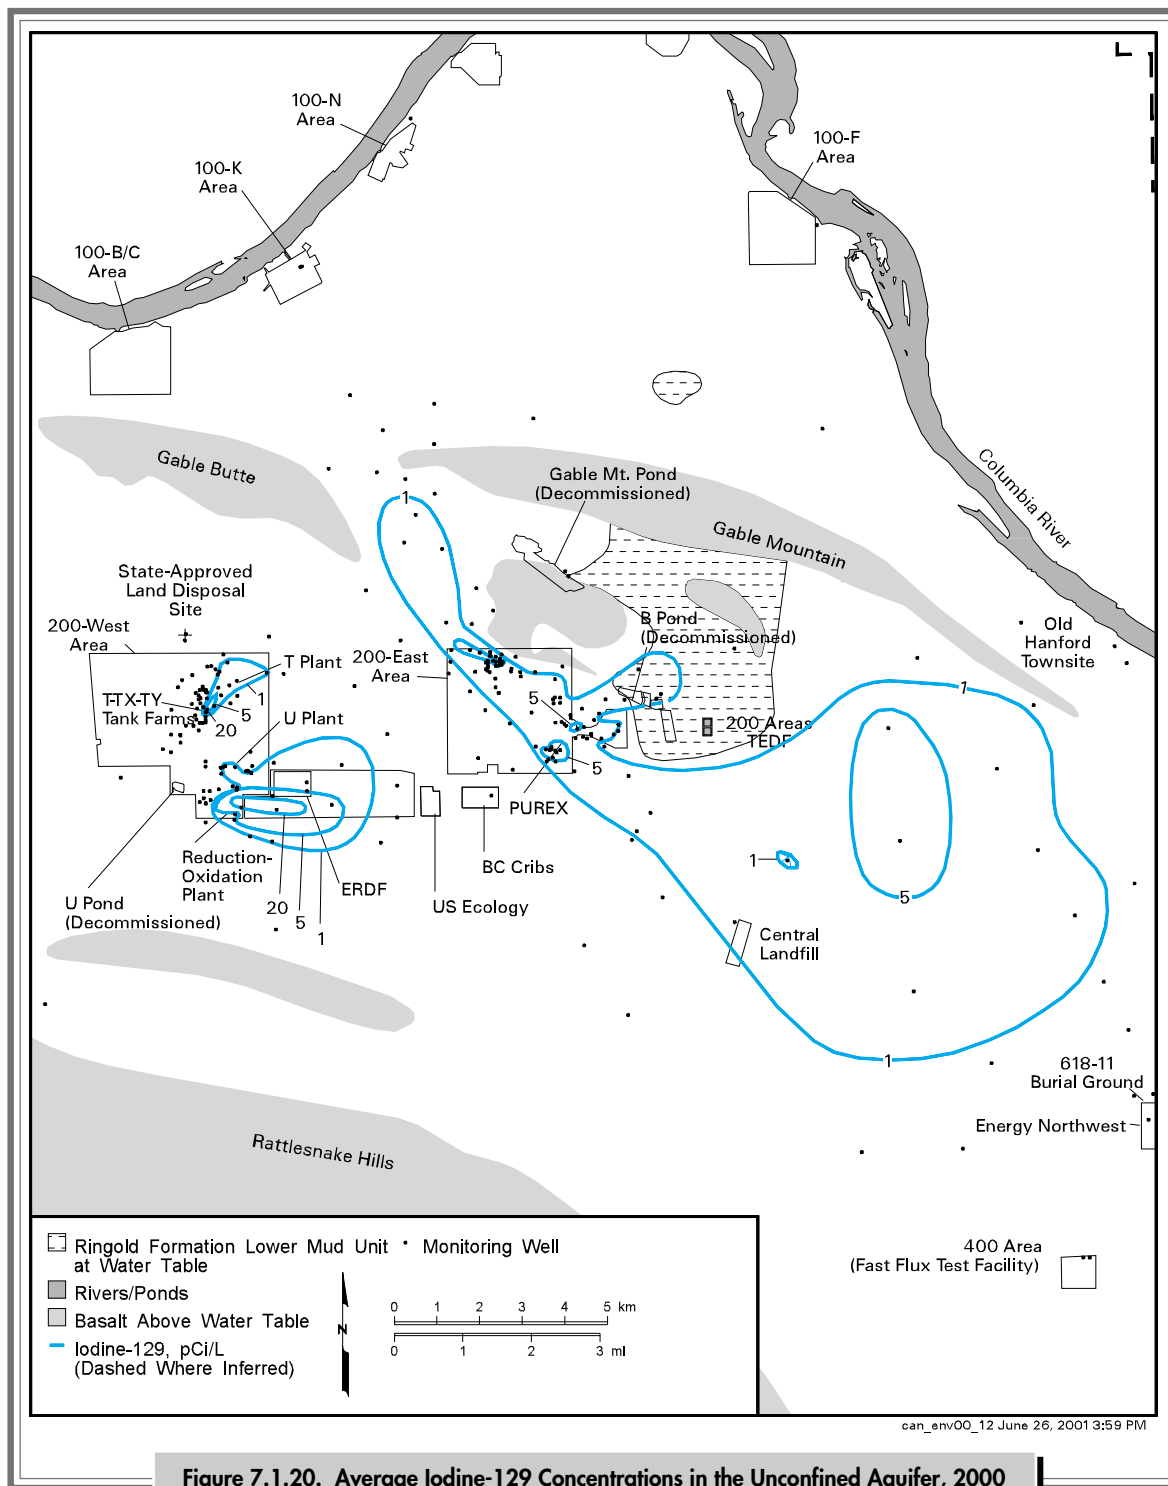 100-N
Area
100-F
Area
100-K
Area
100-B/C
Area
Gable Butte
Gable Mt. Pond
(Decommissioned)
Columbia River
1
Gable Mountain
State-Approved
Land Disposal
Site
200-West
Area
B Pond
(Decommissioned)
Old
Hanford
Townsite
T Plant
200-East
Area
1
T-TX-TY
Tank Farms
1
5
20
U Plant
5
200 Areas
TEDF
5
PUREX
Reduction-
Oxidation
Plant
ERDF
BC Cribs
1
U Pond
(Decommissioned)
20
5
1
US Ecology
5
Central
Landfill
1
618-11
Burial Ground
Energy Northwest
Rattlesnake Hills
400 Area
(Fast Flux Test Facility)
Ringold Formation Lower Mud Unit
at Water Table
Monitoring Well
Rivers/Ponds
Basalt Above Water Table
Iodine-129, pCi/L
(Dashed Where Inferred)
N
0 1 2 3 4 5 km
0 1 2 3 mi
can_env00_12 June 26, 2001 3:59 PM
Figure 7.1.20. Average Iodine-129 Concentrations in the Unconfined Aquifer, 2000